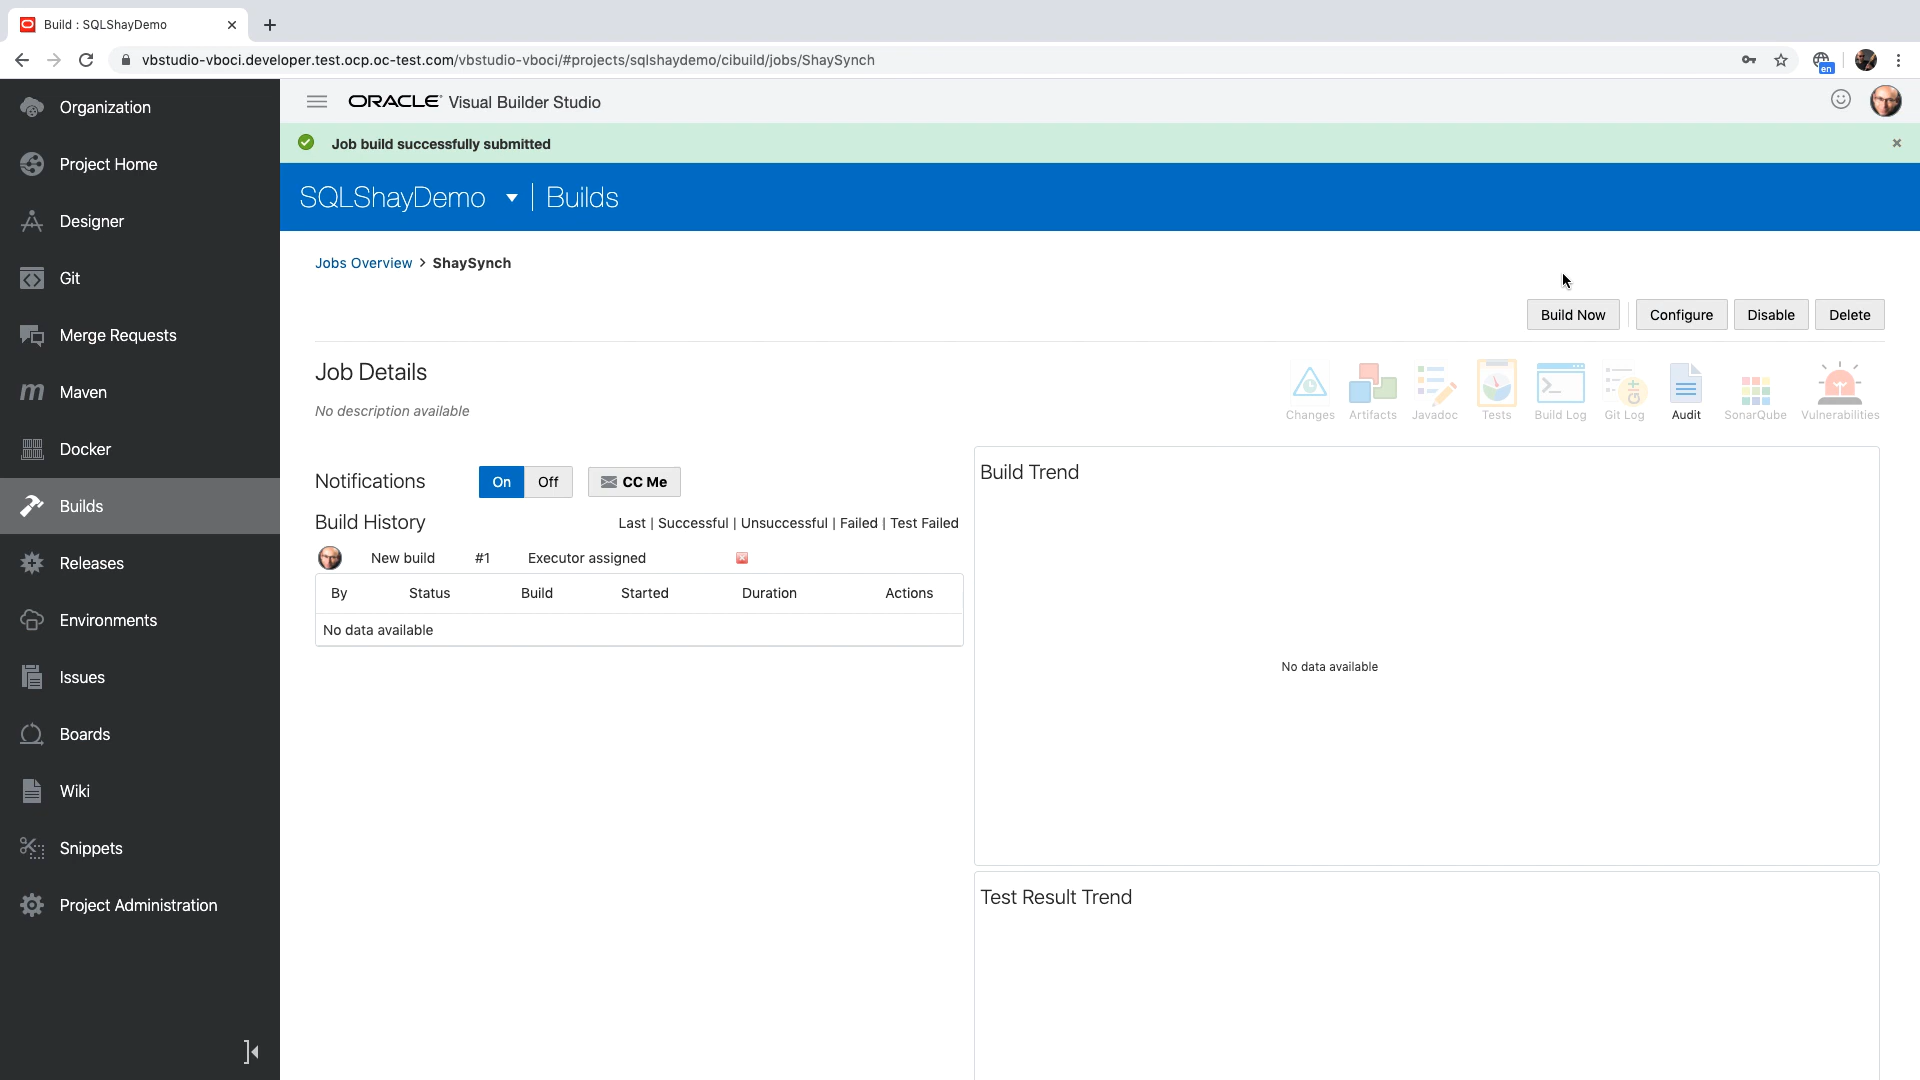 Build : SQLShayDemo
vbstudio-vboci.developer.test.ocp.oc-test.com/vbstudio-vboci/#projects/sqlshaydemo/cibuild/jobs/ShaySynch
en
Organization
Project Home
Designer
Git
Merge Requests
Maven
Docker
Builds
Releases
Environments
Issues
Boards
Wiki
Snippets
Project Administration
ORACLE Visual Builder Studio
Job build successfully submitted
SQLShayDemo | Builds
Jobs Overview > ShaySynch
Build Now Configure Disable Delete
Job Details
No description available
Changes Artifacts Javadoc Tests Build Log Git Log Audit SonarQube Vulnerabilities
Notifications On Off CC Me
Build History Last | Successful | Unsuccessful | Failed | Test Failed
New build #1 Executor assigned
By Status Build Started Duration Actions
No data available
Build Trend
No data available
Test Result Trend